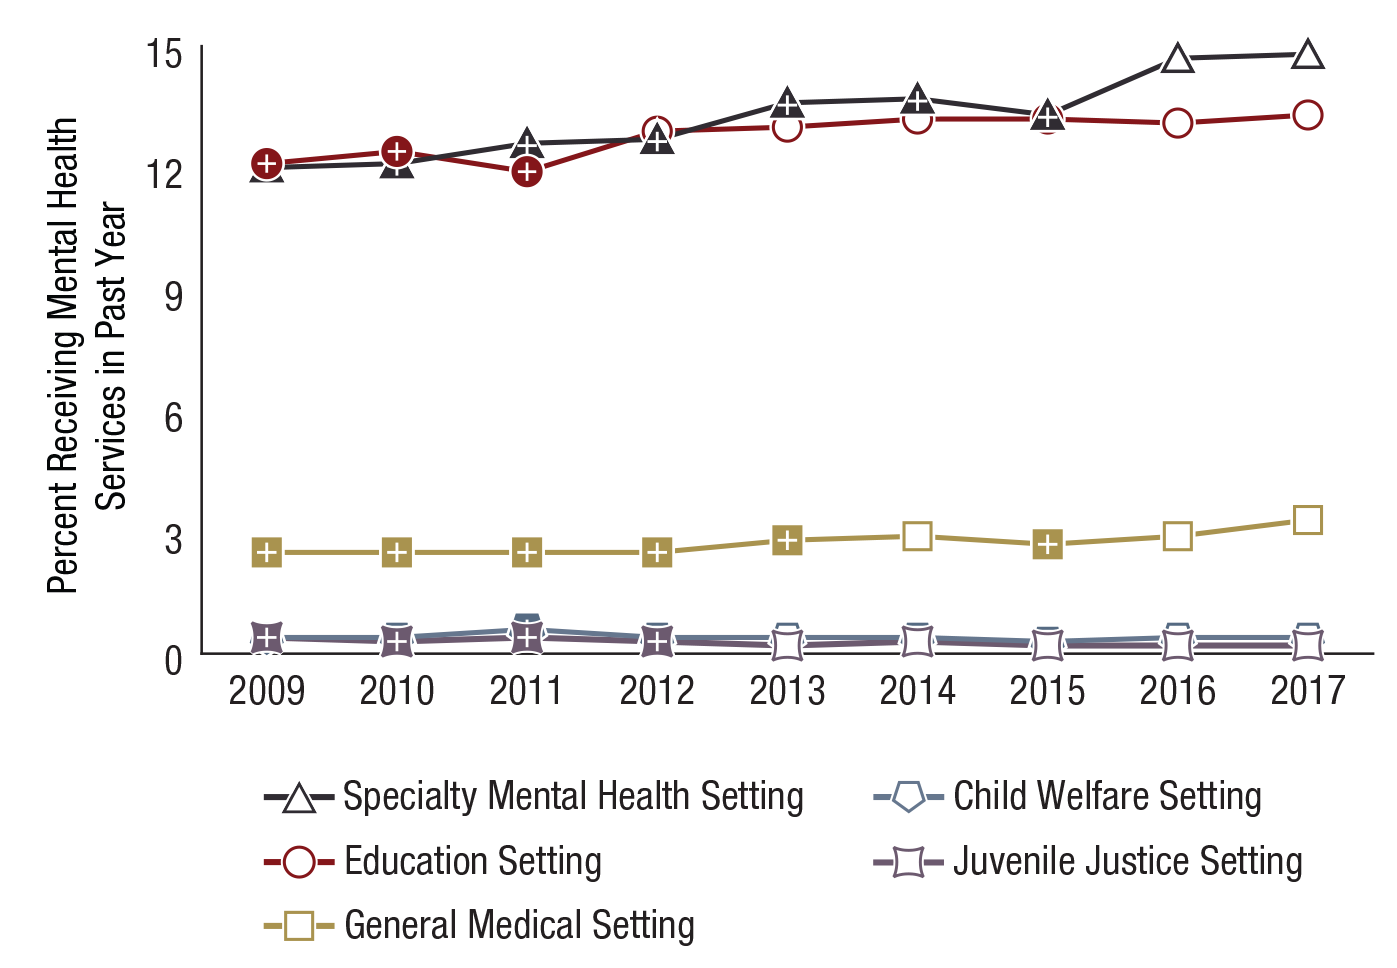 Percent Receiving Mental Health
Services in Past Year
15
12
9
6
3
0
2009 2010 2011 2012 2013 2014 2015 2016 2017
Specialty Mental Health Setting
Education Setting
General Medical Setting
Child Welfare Setting
Juvenile Justice Setting